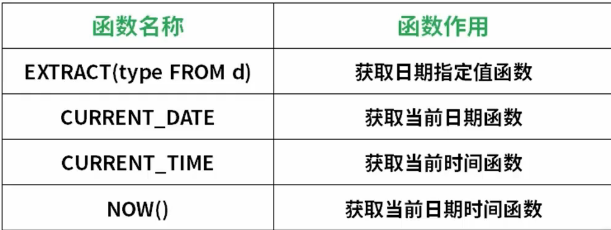 函数名称 函数作用
EXTRACT(type FROM d) 获取日期指定值函数
CURRENT_DATE 获取当前日期函数
CURRENT_TIME 获取当前时间函数
NOW() 获取当前日期时间函数